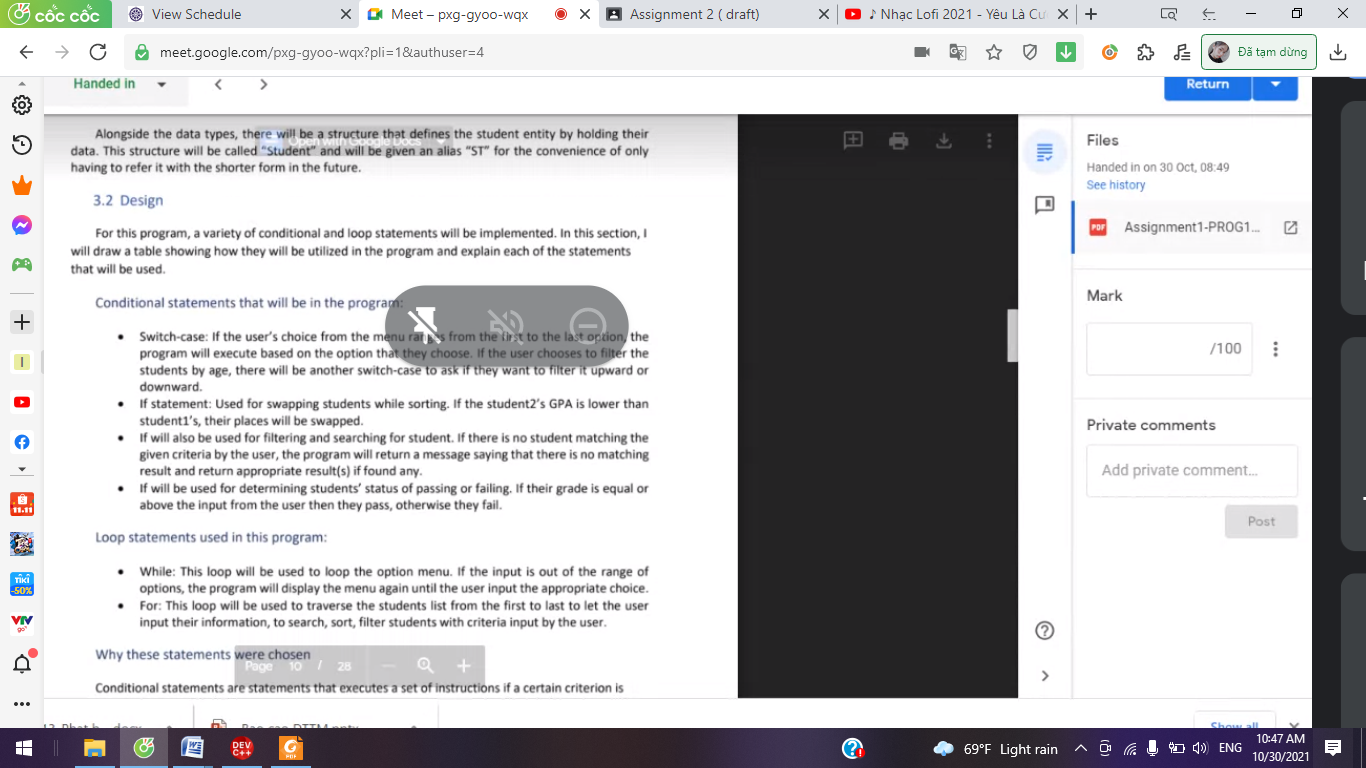 CỐC CỐC
View Schedule
Meet – pxg-gyoo-wqx
Assignment 2 ( draft)
♪ Nhạc Lofi 2021 - Yêu Là Cư
meet.google.com/pxg-gyoo-wqx?pli=1&authuser=4
Đã tạm dừng
Handed in
Return
Alongside the data types, there will be a structure that defines the student entity by holding their
Open with Google Docs
data. This structure will be called "Student" and will be given an alias "ST" for the convenience of only
having to refer it with the shorter form in the future.
3.2 Design
For this program, a variety of conditional and loop statements will be implemented. In this section, I
will draw a table showing how they will be utilized in the program and explain each of the statements
that will be used.
Conditional statements that will be in the program:
• Switch-case: If the user's choice from the menu ranges from the first to the last option, the
program will execute based on the option that they choose. If the user chooses to filter the
students by age, there will be another switch-case to ask if they want to filter it upward or
downward.
• If statement: Used for swapping students while sorting. If the student2's GPA is lower than
student1's, their places will be swapped.
• If will also be used for filtering and searching for student. If there is no student matching the
given criteria by the user, the program will return a message saying that there is no matching
result and return appropriate result(s) if found any.
• If will be used for determining students' status of passing or failing. If their grade is equal or
above the input from the user then they pass, otherwise they fail.
Loop statements used in this program:
• While: This loop will be used to loop the option menu. If the input is out of the range of
options, the program will display the menu again until the user input the appropriate choice.
• For: This loop will be used to traverse the students list from the first to last to let the user
input their information, to search, sort, filter students with criteria input by the user.
Why these statements were chosen
Page 10 / 28
Conditional statements are statements that executes a set of instructions if a certain criterion is
Files
Handed in on 30 Oct, 08:49
See history
PDF
Assignment1-PROG1...
Mark
/100
Private comments
Add private comment...
Post
I
11.11
TIKI
-50%
VTV
go
Show all
DEV
C++
PDF
69°F Light rain
ENG
10:47 AM
10/30/2021